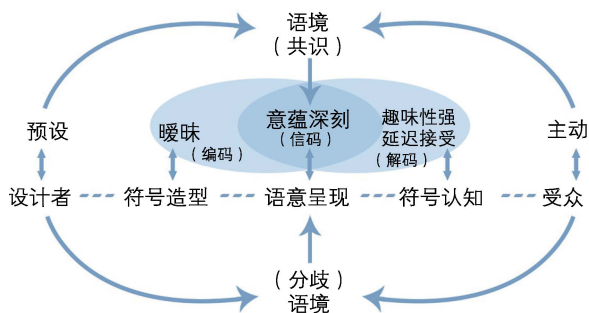 语境
（共识）
预设
暧昧
（编码）
意蕴深刻
（信码）
趣味性强
延迟接受
（解码）
主动
设计者
符号造型
语意呈现
符号认知
受众
（分歧）
语境